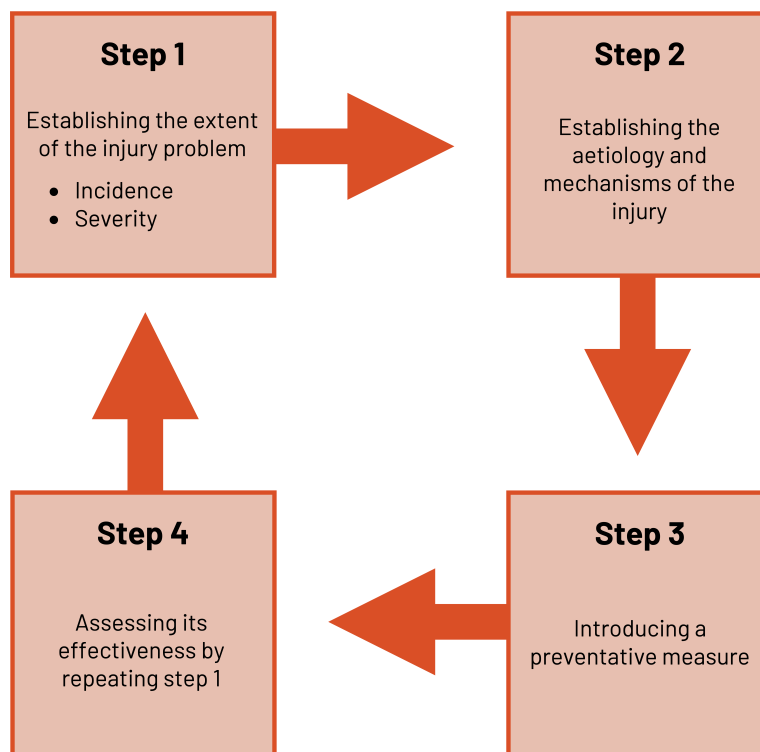 Step 1
Establishing the extent
of the injury problem
• Incidence
• Severity
Step 2
Establishing the
aetiology and
mechanisms of the
injury
Step 3
Introducing a
preventative measure
Step 4
Assessing its
effectiveness by
repeating step 1